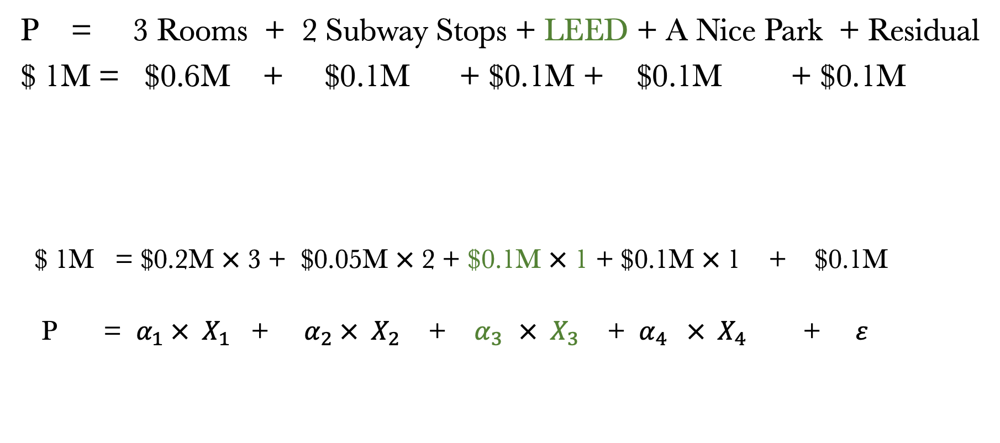 P = 3 Rooms + 2 Subway Stops + LEED + A Nice Park + Residual
$ 1M = $0.6M + $0.1M + $0.1M + $0.1M + $0.1M
$ 1M = $0.2M × 3 + $0.05M × 2 + $0.1M × 1 + $0.1M × 1 + $0.1M
P = α₁ × X₁ + α₂ × X₂ + α₃ × X₃ + α₄ × X₄ + ε